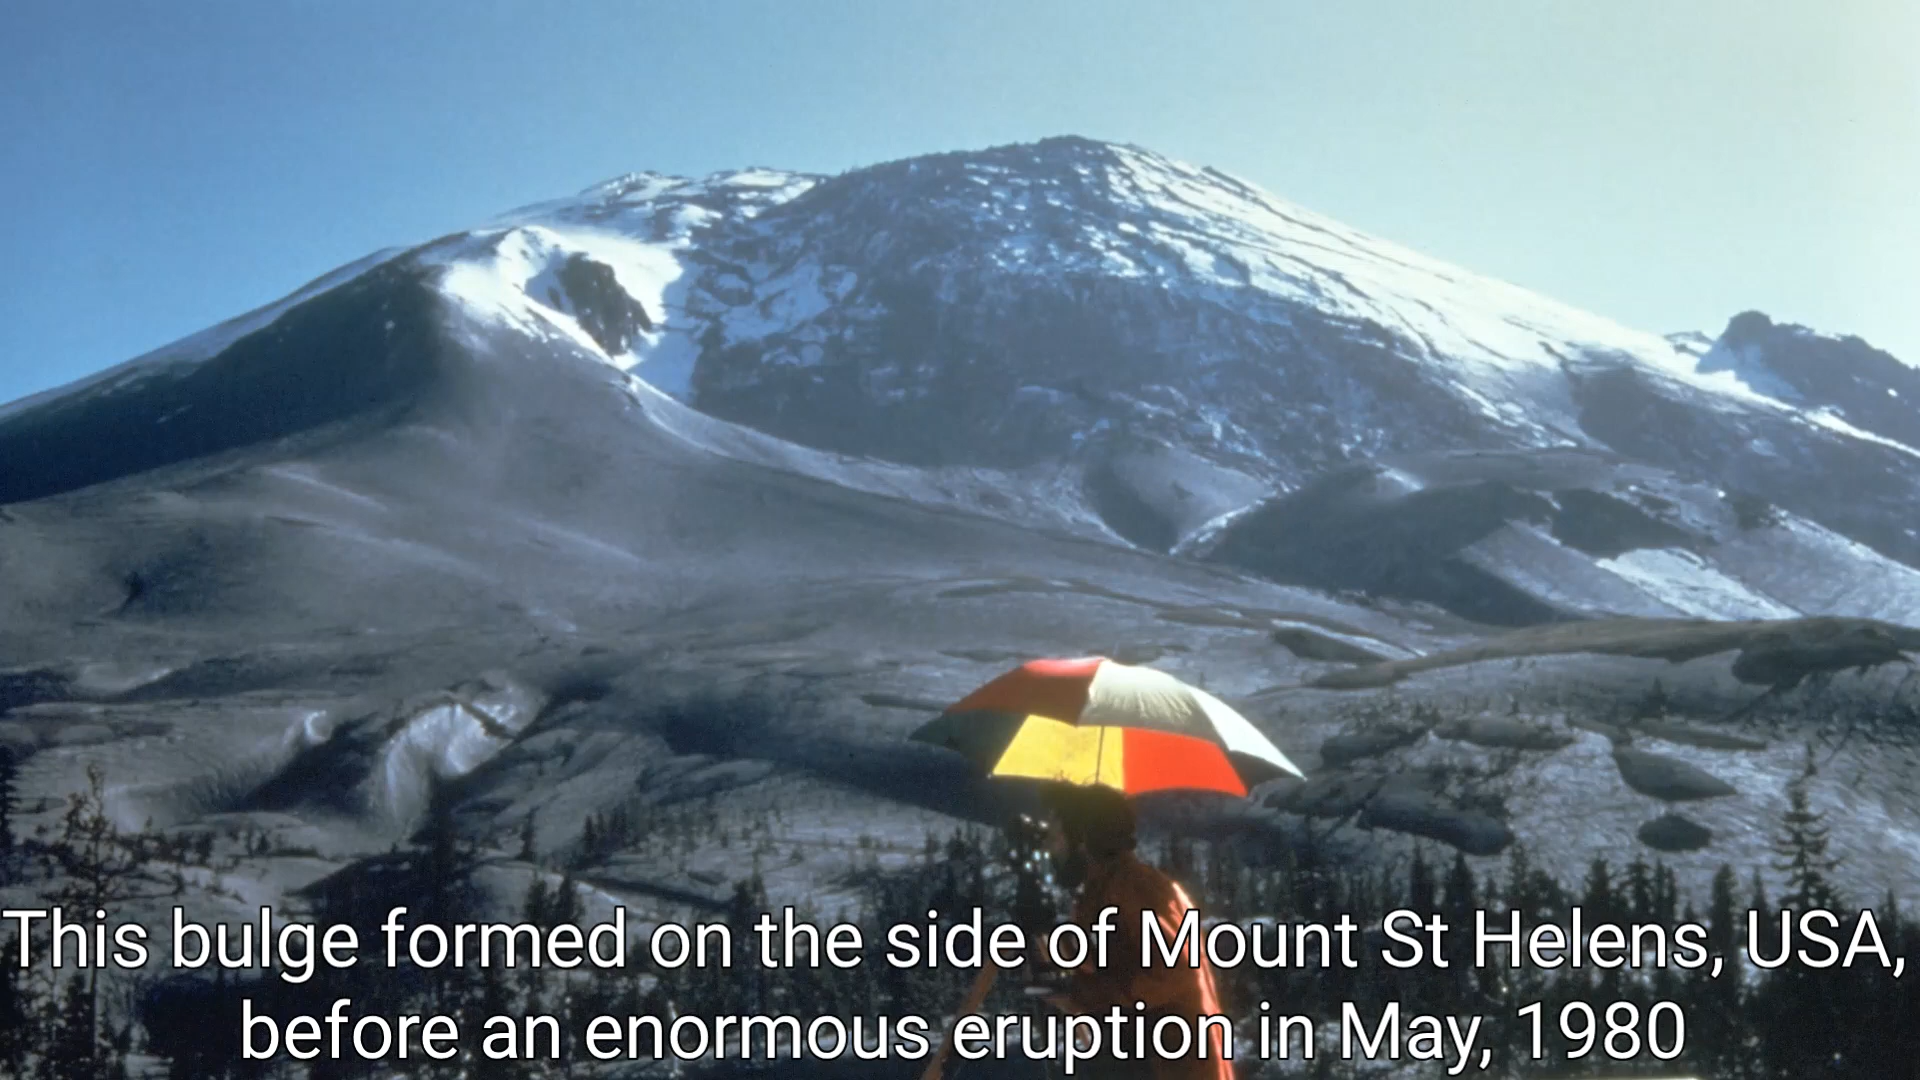 This bulge formed on the side of Mount St Helens, USA,
before an enormous eruption in May, 1980